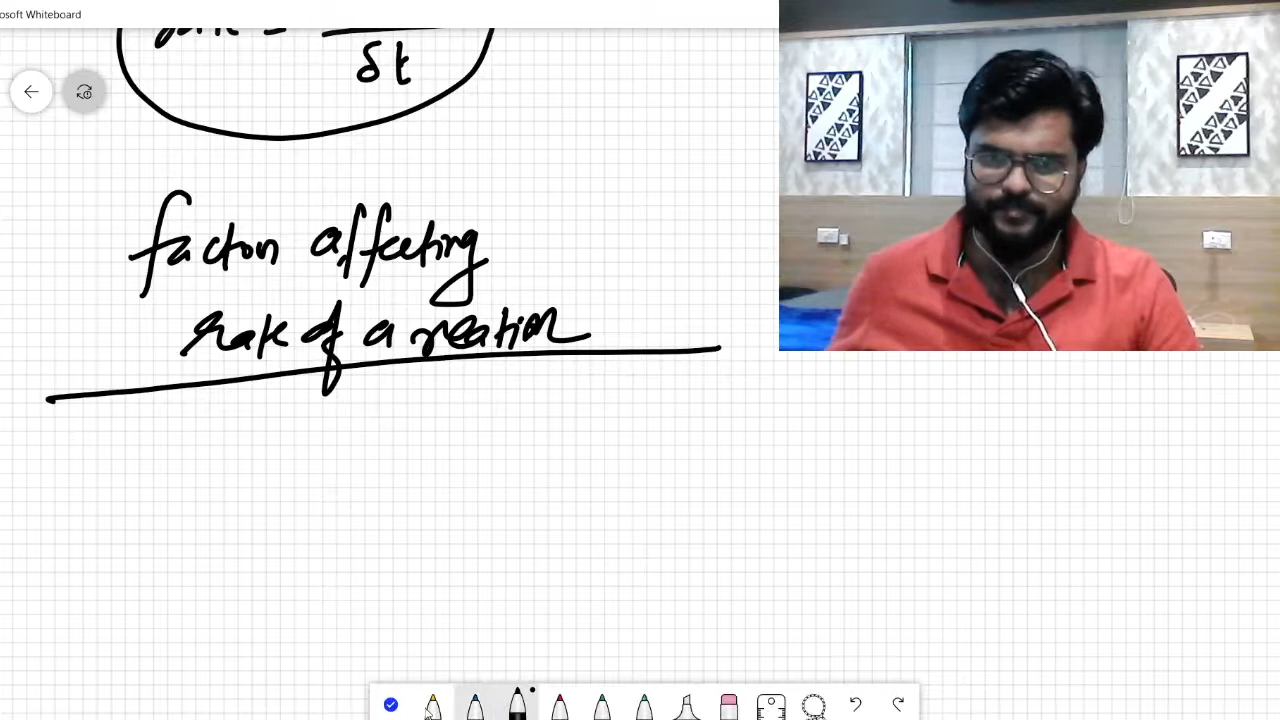 osoft Whiteboard
δt
factors affecting
rate of a reaction